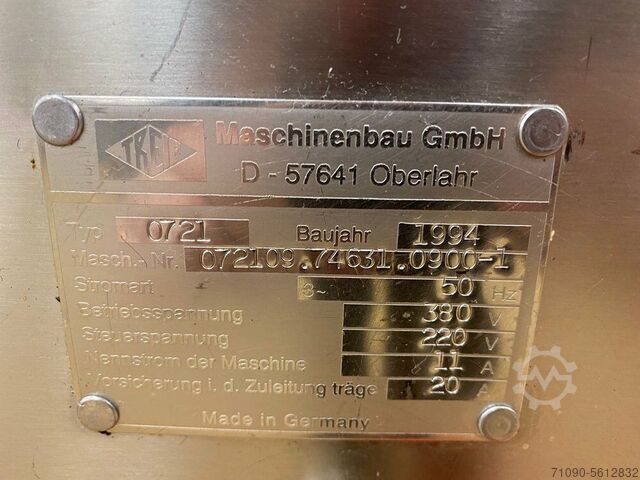 TREIF Maschinenbau GmbH
D - 57641 Oberlahr
Typ 0721 Baujahr 1994
Masch.-Nr. 072109.74631.0900-1
Stromart 3~ 50 Hz
Betriebsspannung 380 V
Steuerspannung 220 V
Nennstrom der Maschine 11 A
Vorsicherung i. d. Zuleitung träge 20 A
Made in Germany
71090-5612832